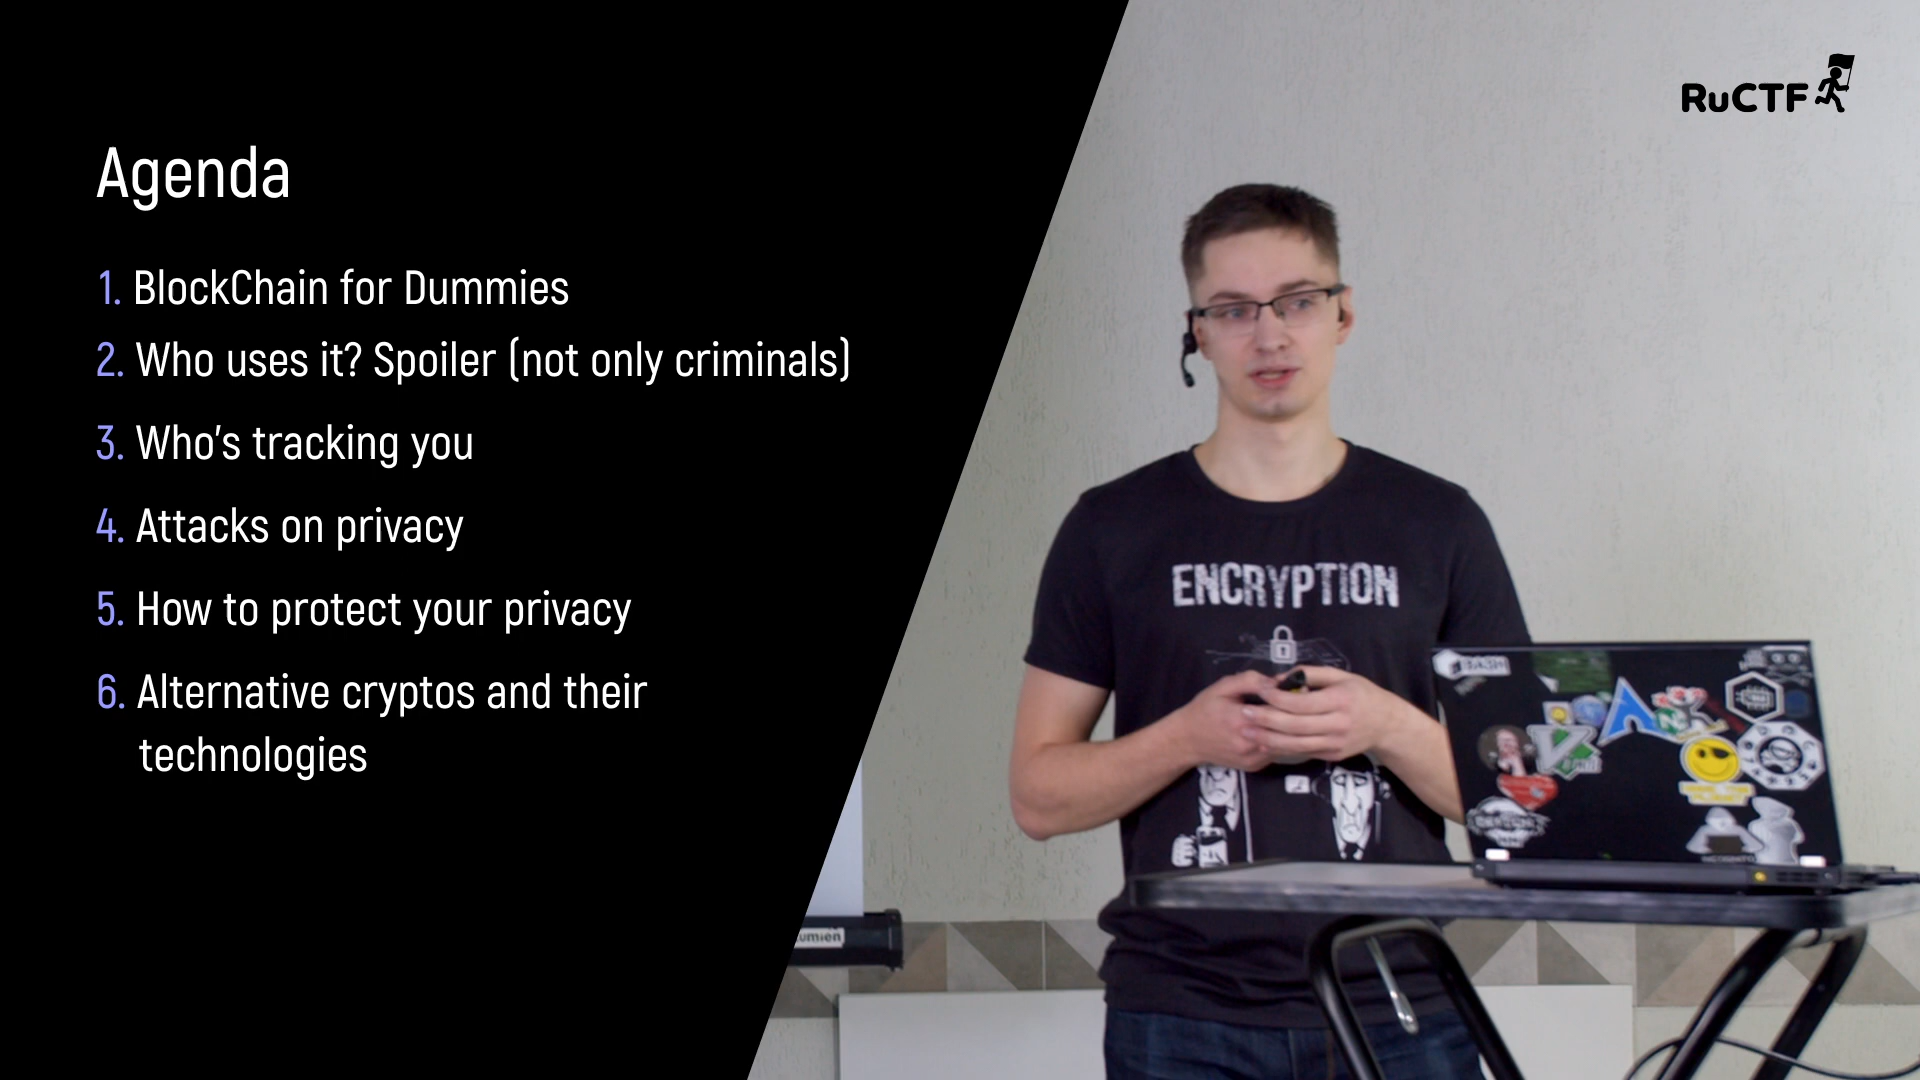 Agenda
1. BlockChain for Dummies
2. Who uses it? Spoiler (not only criminals)
3. Who's tracking you
4. Attacks on privacy
5. How to protect your privacy
6. Alternative cryptos and their
technologies
RuCTF
ENCRYPTION